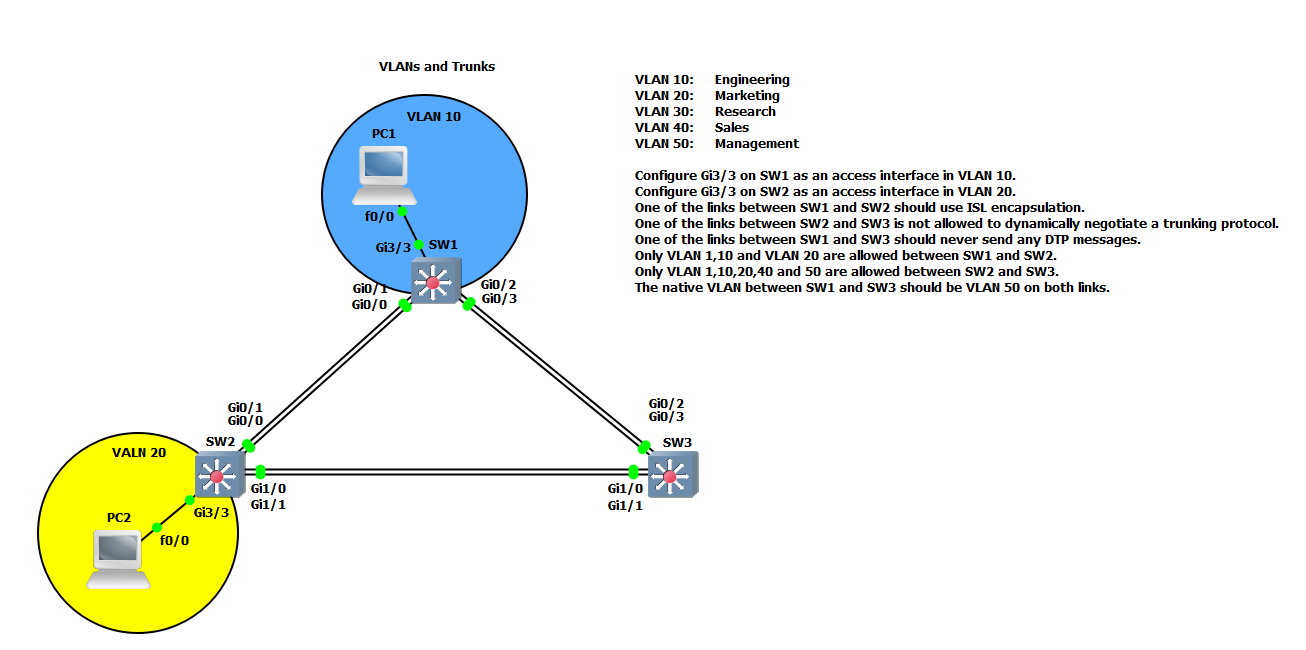 VLANs and Trunks
VLAN 10: Engineering
VLAN 20: Marketing
VLAN 30: Research
VLAN 40: Sales
VLAN 50: Management
Configure Gi3/3 on SW1 as an access interface in VLAN 10.
Configure Gi3/3 on SW2 as an access interface in VLAN 20.
One of the links between SW1 and SW2 should use ISL encapsulation.
One of the links between SW2 and SW3 is not allowed to dynamically negotiate a trunking protocol.
One of the links between SW1 and SW3 should never send any DTP messages.
Only VLAN 1,10 and VLAN 20 are allowed between SW1 and SW2.
Only VLAN 1,10,20,40 and 50 are allowed between SW2 and SW3.
The native VLAN between SW1 and SW3 should be VLAN 50 on both links.
VLAN 10
PC1
f0/0
Gi3/3
SW1
Gi0/1
Gi0/0
Gi0/2
Gi0/3
Gi0/1
Gi0/0
SW2
Gi0/2
Gi0/3
SW3
VALN 20
Gi1/0
Gi1/1
Gi1/0
Gi1/1
Gi3/3
PC2
f0/0